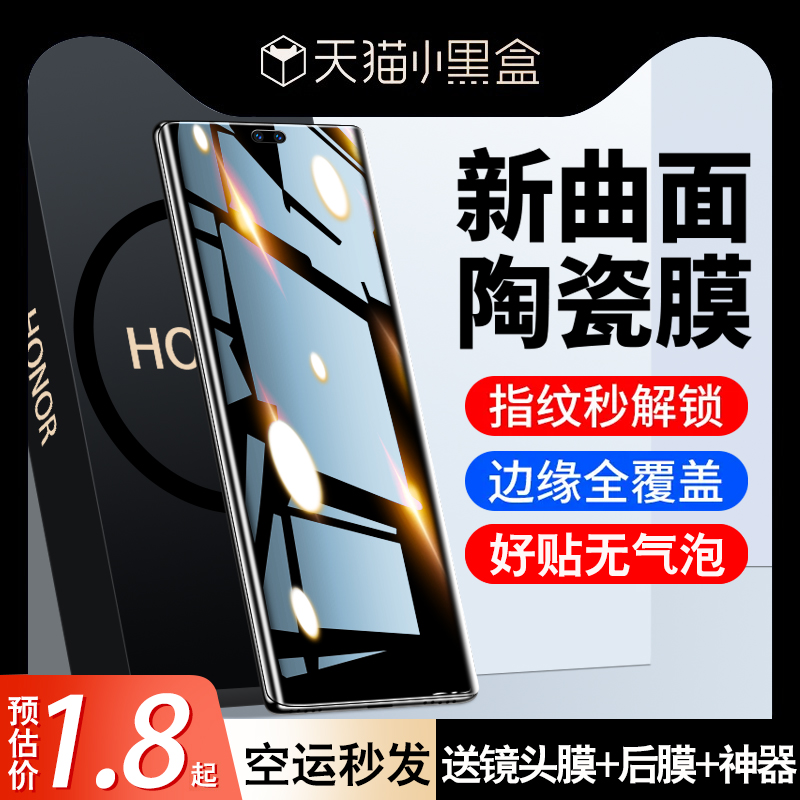 天猫小黑盒
新曲面
陶瓷膜
指纹秒解锁
边缘全覆盖
好贴无气泡
HONOR
HO
预估价
1.8起
空运秒发
送镜头膜+后膜+神器